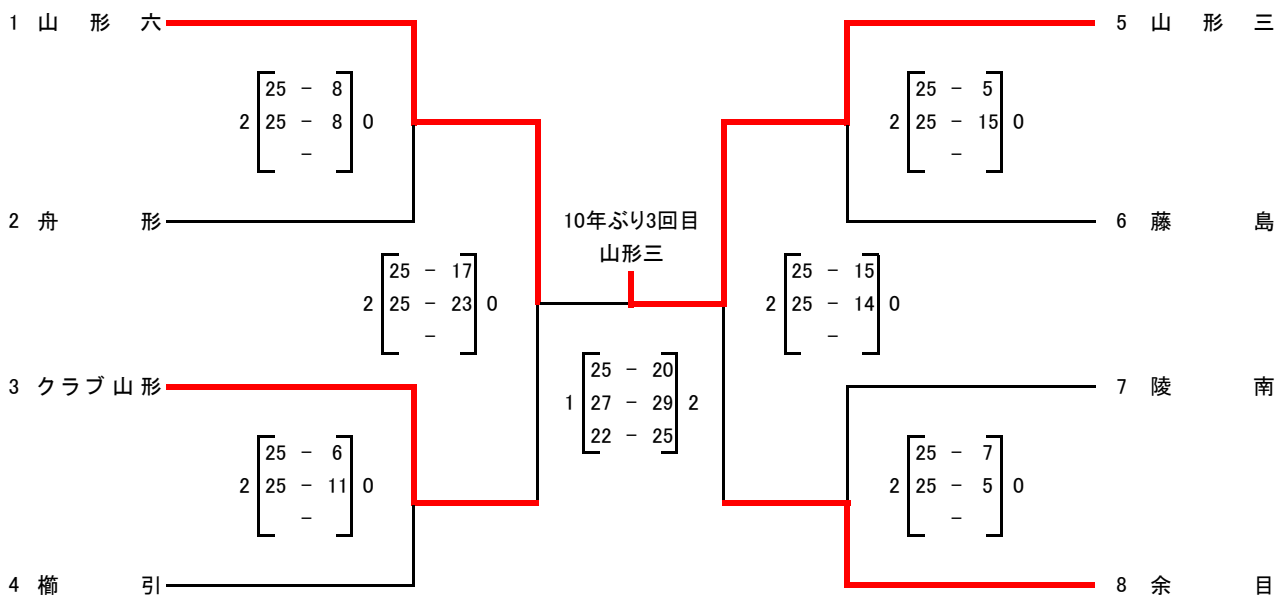 1 山形六
25 - 8
2 25 - 8 0
-
2 舟形
25 - 17
2 25 - 23 0
-
3 クラブ山形
25 - 6
2 25 - 11 0
-
4 櫛引
10年ぶり3回目
山形三
25 - 20
1 27 - 29 2
22 - 25
5 山形三
25 - 5
2 25 - 15 0
-
6 藤島
25 - 15
2 25 - 14 0
-
7 陵南
25 - 7
2 25 - 5 0
-
8 余目